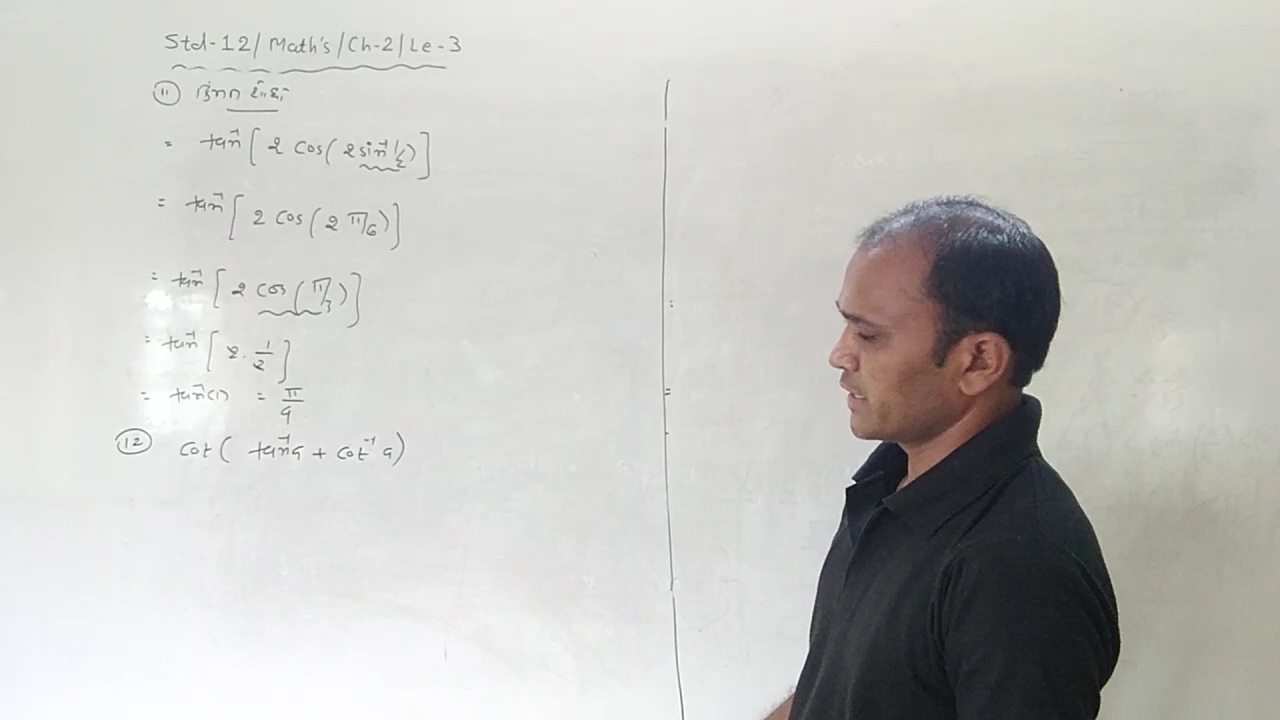 Std-12/ Math's /Ch-2/ Le-3
(11) કિંમત શોધો
= tan⁻¹[ 2 cos( 2 sin⁻¹ 1/2 ) ]
= tan⁻¹[ 2 cos ( 2 π/6 ) ]
= tan⁻¹[ 2 cos ( π/3 ) ]
= tan⁻¹[ 2 · 1/2 ]
= tan⁻¹(1) = π/4
(12) cot ( tan⁻¹a + cot⁻¹ a )